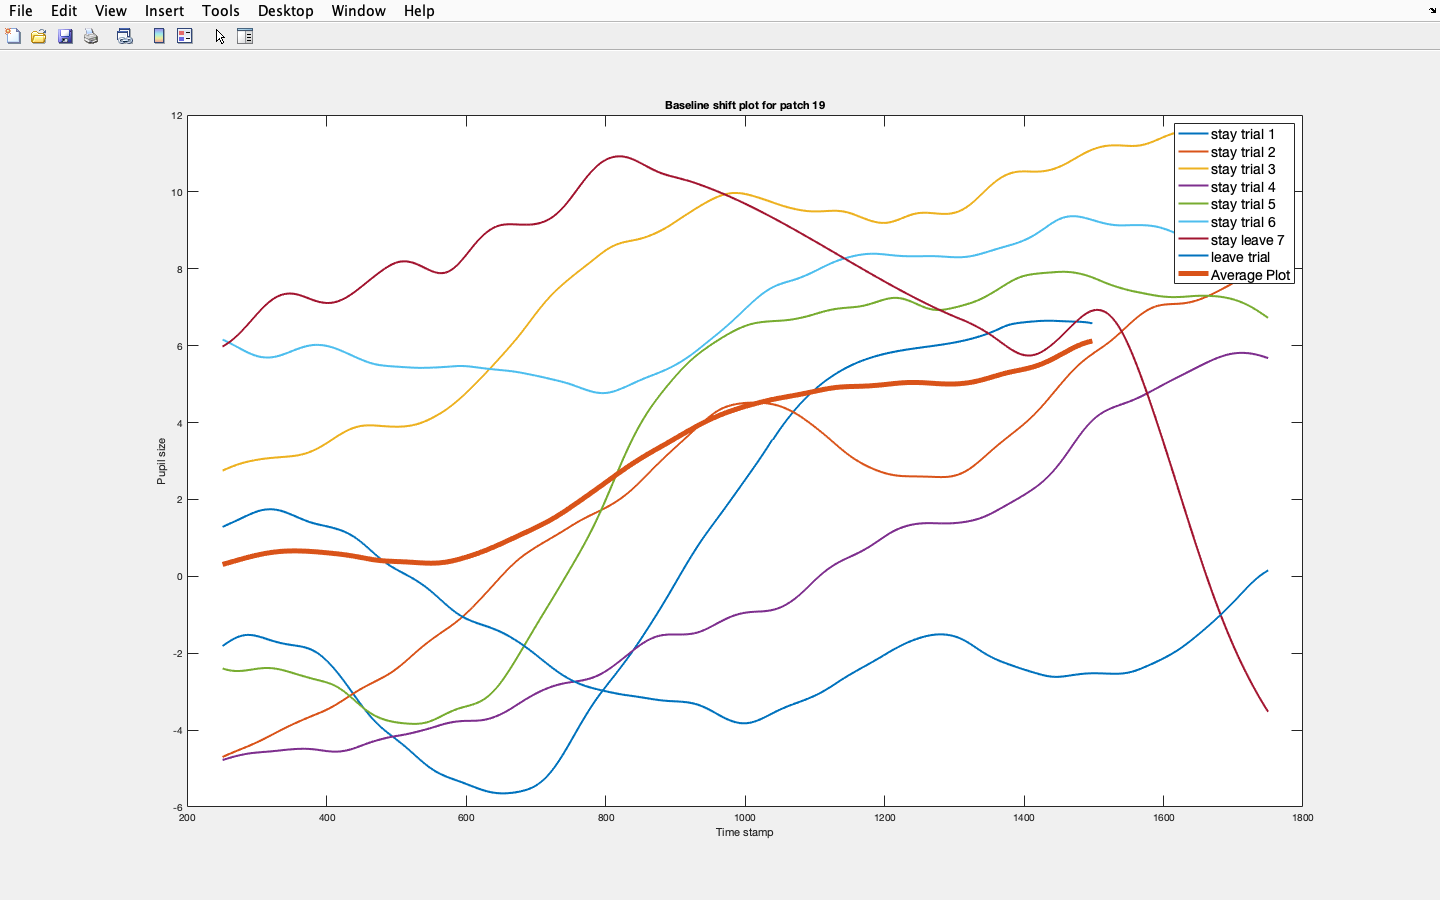 File Edit View Insert Tools Desktop Window Help
Baseline shift plot for patch 19
12
10
8
6
4
2
0
-2
-4
-6
Pupil size
200 400 600 800 1000 1200 1400 1600 1800
Time stamp
stay trial 1
stay trial 2
stay trial 3
stay trial 4
stay trial 5
stay trial 6
stay leave 7
leave trial
Average Plot